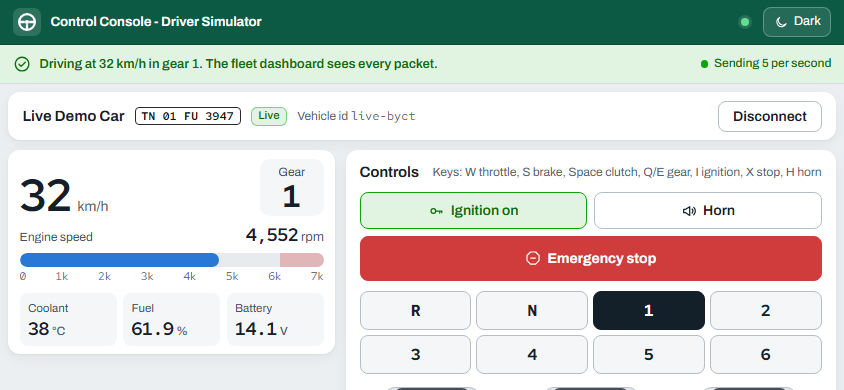 Control Console - Driver Simulator
Dark
Driving at 32 km/h in gear 1. The fleet dashboard sees every packet.
Sending 5 per second
Live Demo Car
TN 01 FU 3947
Live
Vehicle id live-byct
Disconnect
32 km/h
Gear
1
Engine speed
4,552 rpm
0 1k 2k 3k 4k 5k 6k 7k
Coolant
38 °C
Fuel
61.9 %
Battery
14.1 V
Controls
Keys: W throttle, S brake, Space clutch, Q/E gear, I ignition, X stop, H horn
Ignition on
Horn
Emergency stop
R N 1 2
3 4 5 6